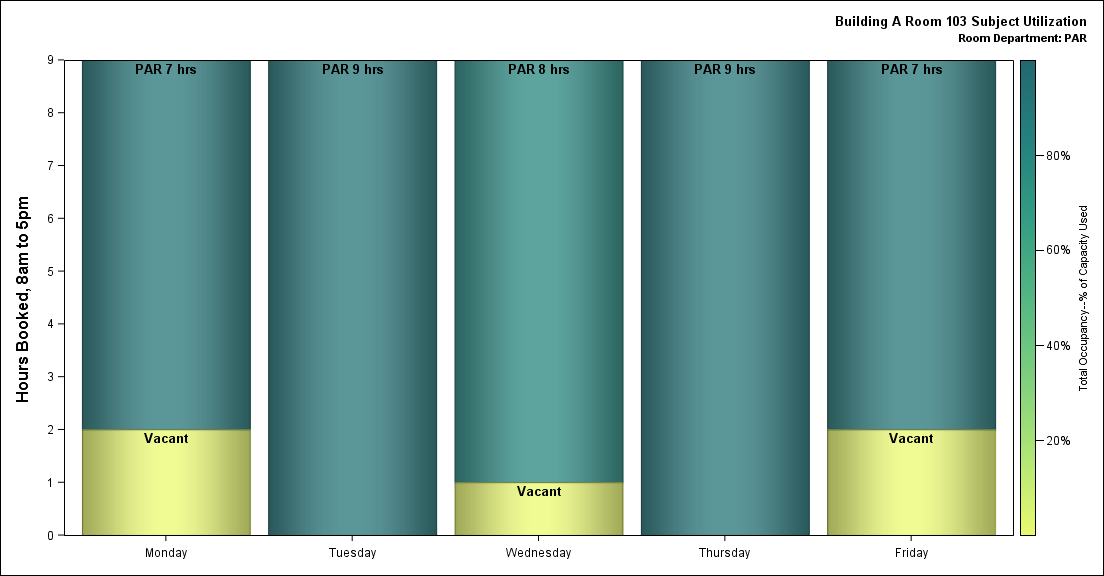 Building A Room 103 Subject Utilization
Room Department: PAR
Hours Booked, 8am to 5pm
9
8
7
6
5
4
3
2
1
0
PAR 7 hrs
PAR 9 hrs
PAR 8 hrs
PAR 9 hrs
PAR 7 hrs
Vacant
Vacant
Vacant
Monday
Tuesday
Wednesday
Thursday
Friday
80%
60%
40%
20%
Total Occupancy--% of Capacity Used